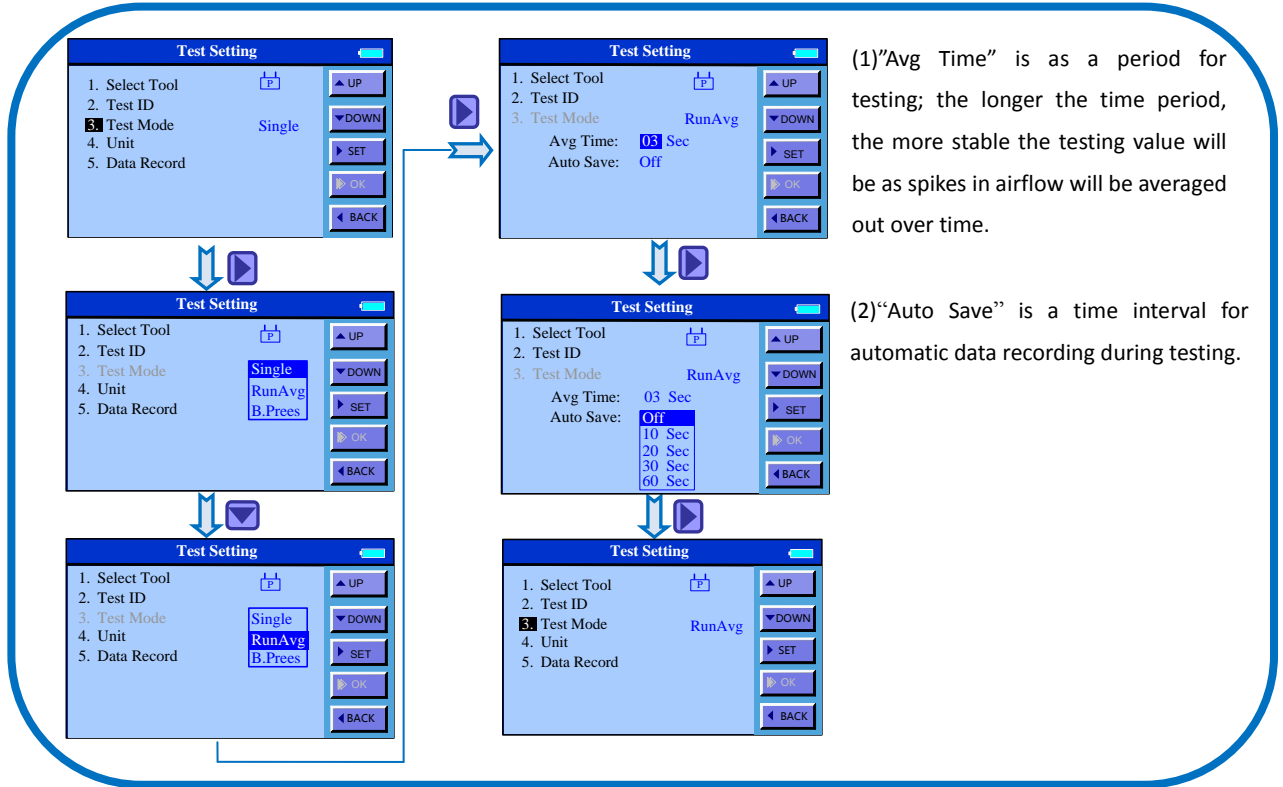 Test Setting
1. Select Tool
P
2. Test ID
3. Test Mode Single
4. Unit
5. Data Record
UP
DOWN
SET
OK
BACK
Test Setting
1. Select Tool
P
2. Test ID
3. Test Mode
4. Unit
5. Data Record
Single
RunAvg
B.Prees
UP
DOWN
SET
OK
BACK
Test Setting
1. Select Tool
P
2. Test ID
3. Test Mode
4. Unit
5. Data Record
Single
RunAvg
B.Prees
UP
DOWN
SET
OK
BACK
Test Setting
1. Select Tool
P
2. Test ID
3. Test Mode RunAvg
Avg Time: 03 Sec
Auto Save: Off
UP
DOWN
SET
OK
BACK
Test Setting
1. Select Tool
P
2. Test ID
3. Test Mode RunAvg
Avg Time: 03 Sec
Auto Save: Off
10 Sec
20 Sec
30 Sec
60 Sec
UP
DOWN
SET
OK
BACK
Test Setting
1. Select Tool
P
2. Test ID
3. Test Mode RunAvg
4. Unit
5. Data Record
UP
DOWN
SET
OK
BACK
(1)”Avg Time” is as a period for
testing; the longer the time period,
the more stable the testing value will
be as spikes in airflow will be averaged
out over time.
(2)“Auto Save” is a time interval for
automatic data recording during testing.